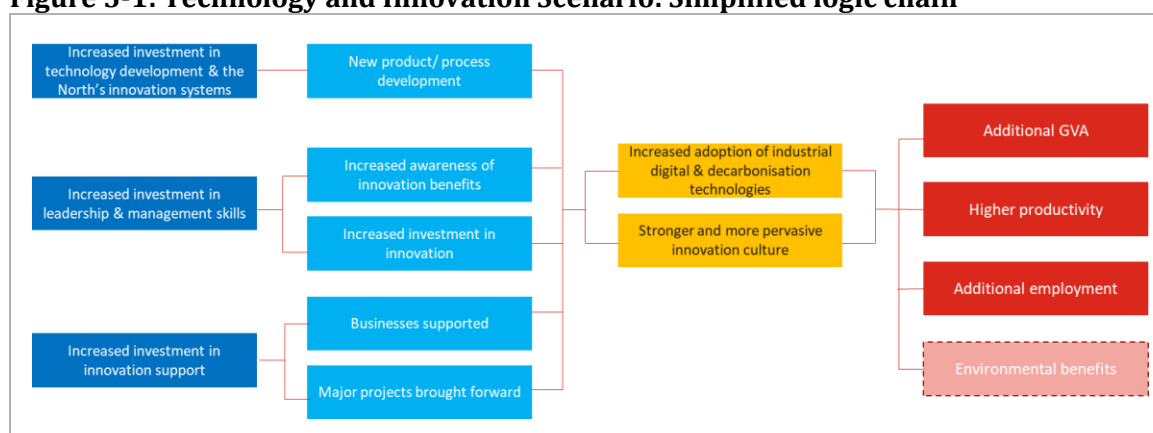 Figure 3-1: Technology and Innovation Scenario: Simplified logic chain
Increased investment in
technology development & the
North's innovation systems
New product/ process
development
Increased awareness of
innovation benefits
Increased investment in
leadership & management skills
Increased investment in
innovation
Businesses supported
Increased investment in
innovation support
Major projects brought forward
Increased adoption of industrial
digital & decarbonisation
technologies
Stronger and more pervasive
innovation culture
Additional GVA
Higher productivity
Additional employment
Environmental benefits